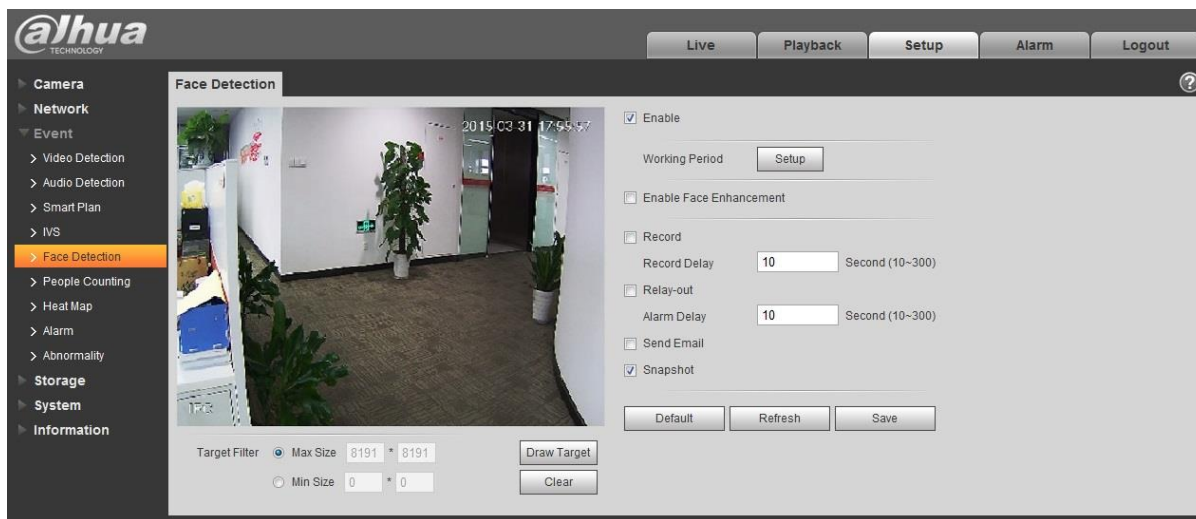 alhua
TECHNOLOGY
Live Playback Setup Alarm Logout
Camera
Network
Event
Video Detection
Audio Detection
Smart Plan
IVS
Face Detection
People Counting
Heat Map
Alarm
Abnormality
Storage
System
Information
Face Detection
2015-03-31 17:55:57
IPC
Target Filter Max Size 8191 * 8191 Draw Target
Min Size 0 * 0 Clear
Enable
Working Period Setup
Enable Face Enhancement
Record
Record Delay 10 Second (10~300)
Relay-out
Alarm Delay 10 Second (10~300)
Send Email
Snapshot
Default Refresh Save
?